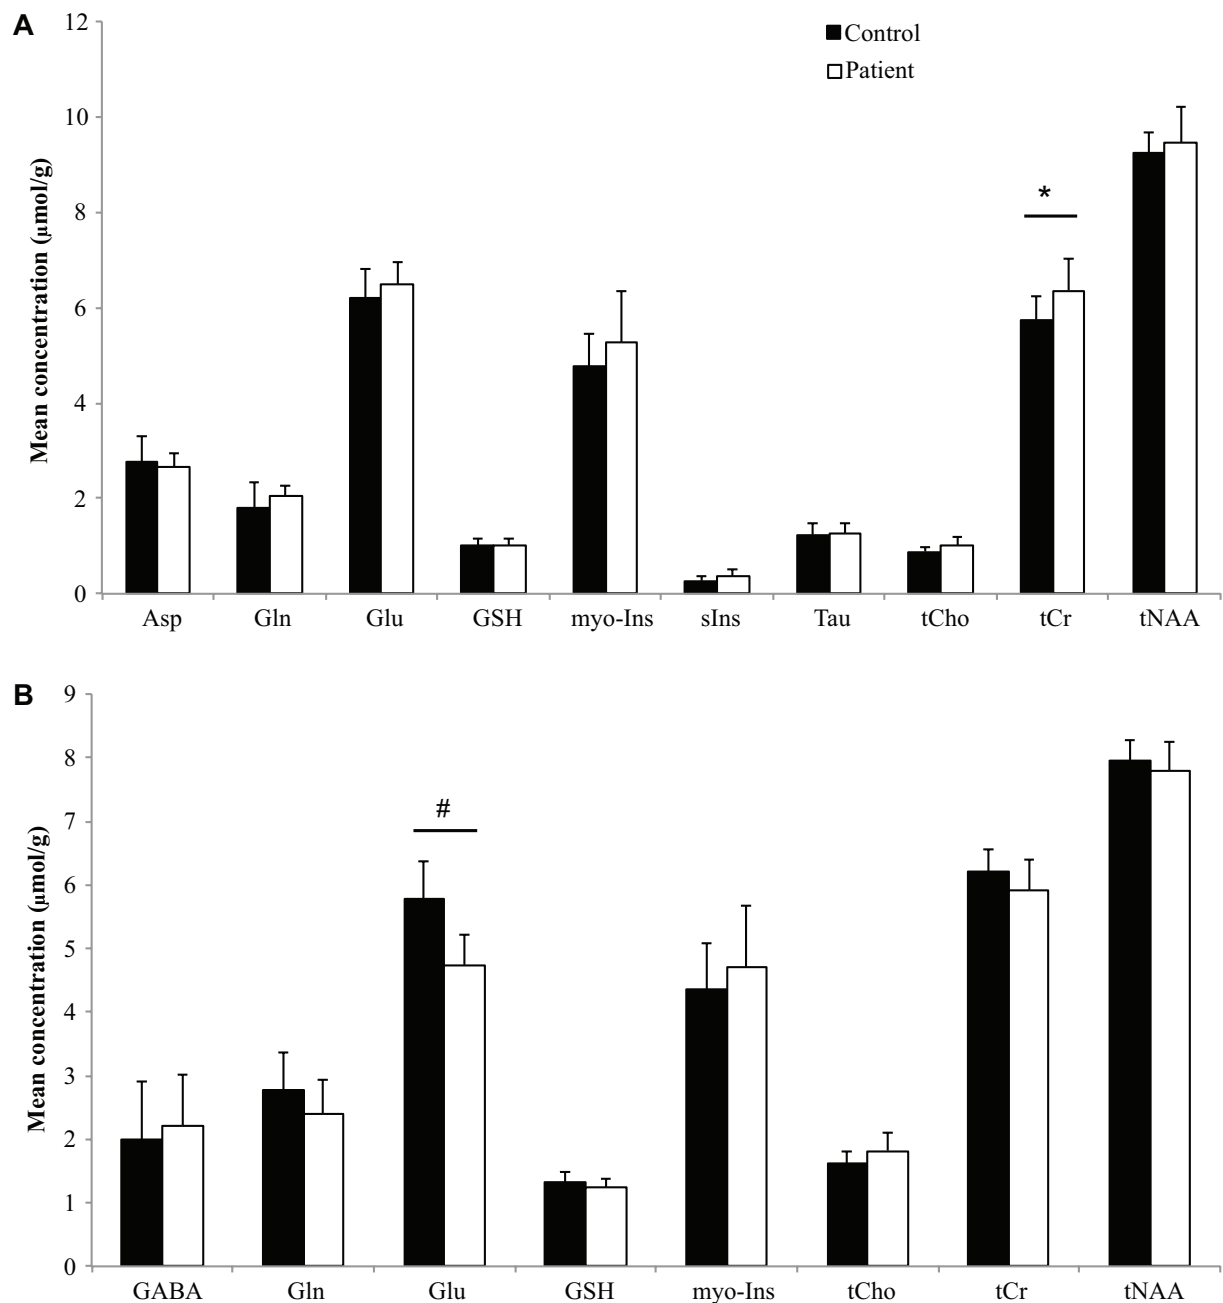 A
Control
Patient
Mean concentration (µmol/g)
12
10
8
6
4
2
0
*
Asp Gln Glu GSH myo-Ins sIns Tau tCho tCr tNAA
B
Mean concentration (µmol/g)
9
8
7
6
5
4
3
2
1
0
#
GABA Gln Glu GSH myo-Ins tCho tCr tNAA